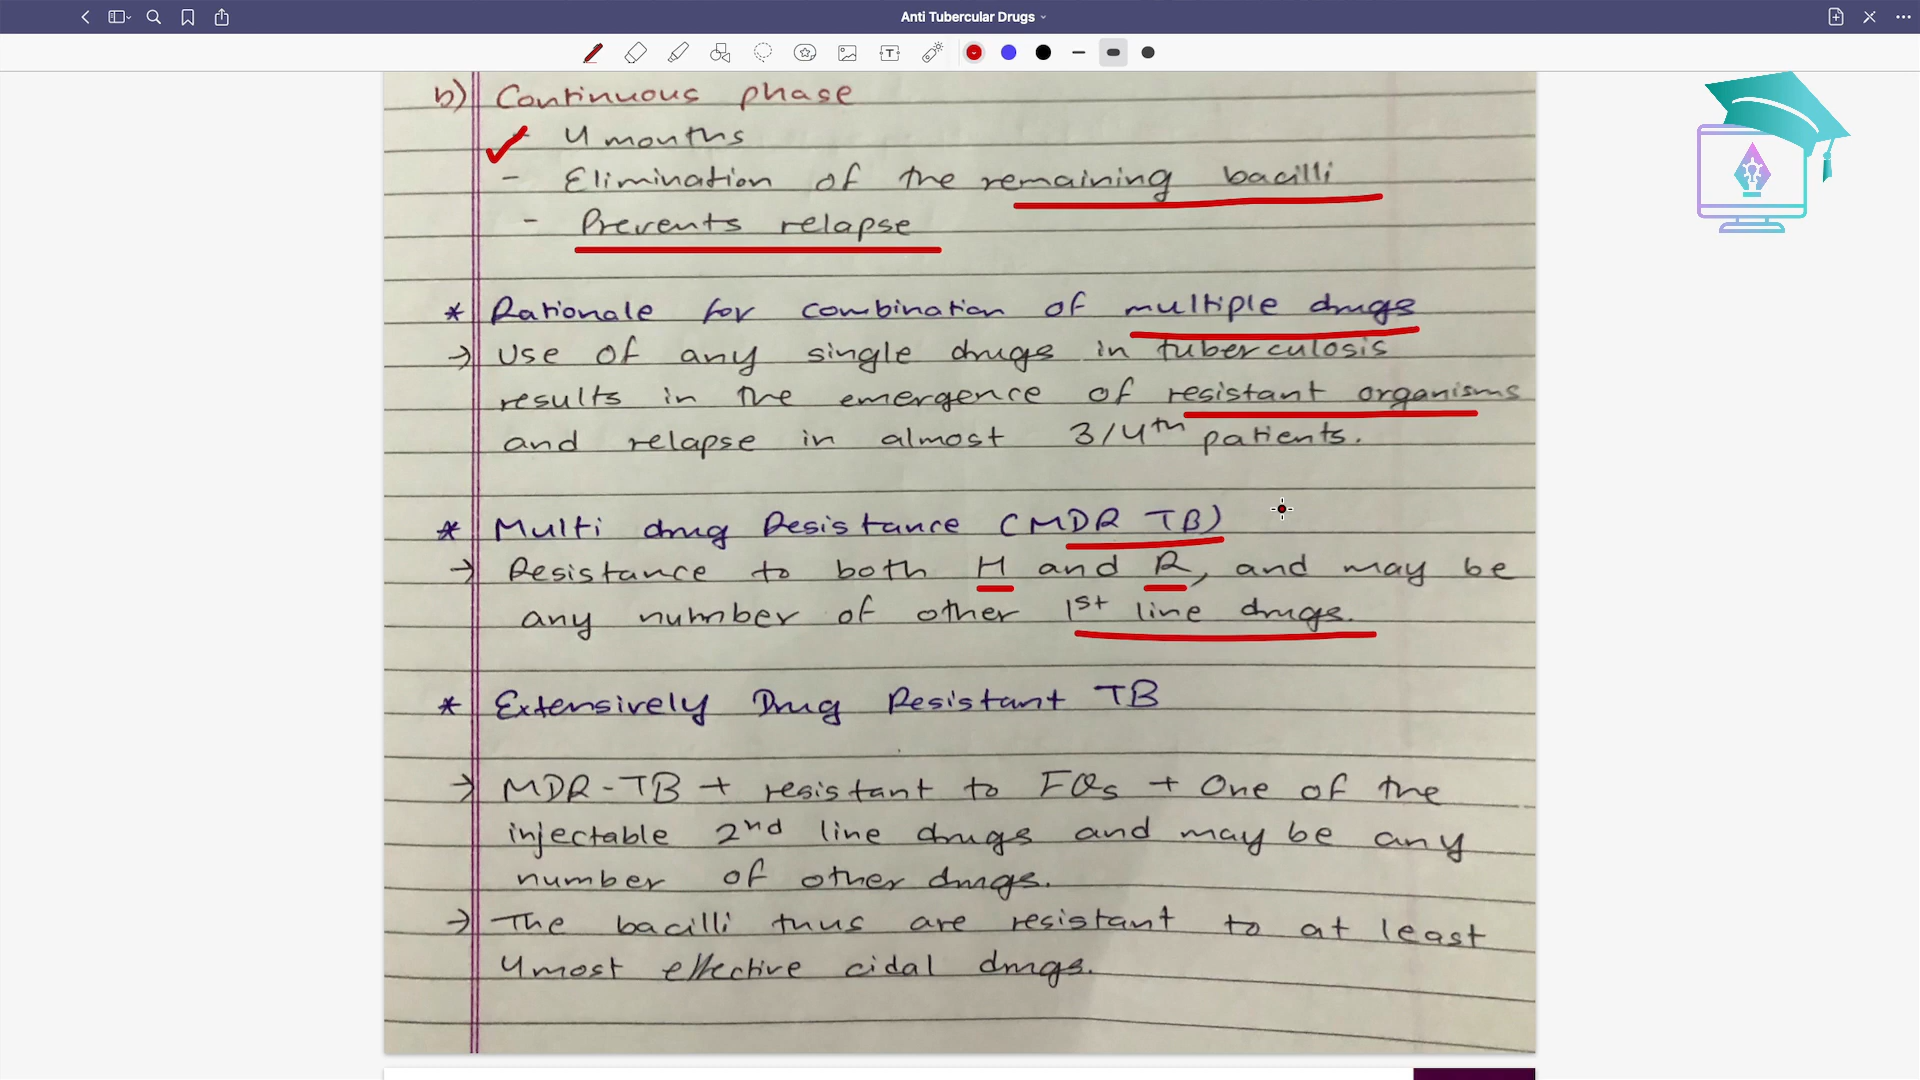 Anti Tubercular Drugs
b) Continuous phase
4 months
- Elimination of the remaining bacilli
- Prevents relapse
* Rationale for combination of multiple drugs
→ Use of any single drugs in tuberculosis
results in the emergence of resistant organisms
and relapse in almost 3/4th patients.
* Multi drug Resistance (MDR TB)
→ Resistance to both H and R, and may be
any number of other 1st line drugs.
* Extensively Drug Resistant TB
→ MDR-TB + resistant to FQs + One of the
injectable 2nd line drugs and may be any
number of other drugs.
→ The bacilli thus are resistant to at least
4 most effective cidal drugs.